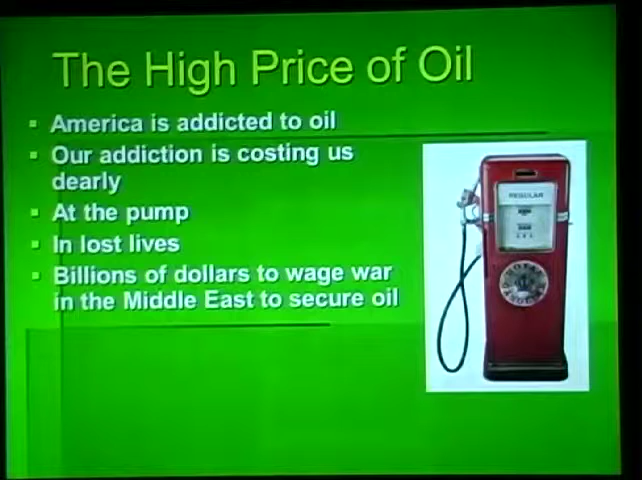 The High Price of Oil
America is addicted to oil
Our addiction is costing us
dearly
At the pump
In lost lives
Billions of dollars to wage war
in the Middle East to secure oil
REGULAR